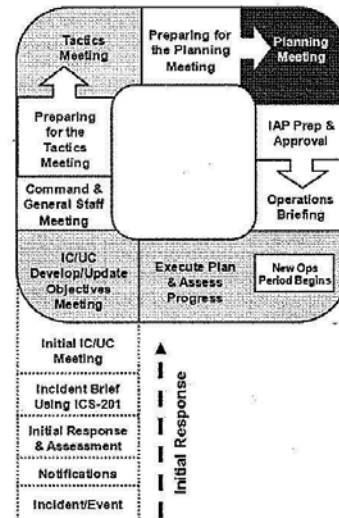 Tactics
Meeting
Preparing for
the Planning
Meeting
Planning
Meeting
Preparing
for the
Tactics
Meeting
IAP Prep &
Approval
Command &
General Staff
Meeting
Operations
Briefing
IC/UC
Develop/Update
Objectives
Meeting
Execute Plan
& Assess
Progress
New Ops
Period Begins
Initial IC/UC
Meeting
Incident Brief
Using ICS-201
Initial Response
& Assessment
Notifications
Incident/Event
Initial Response